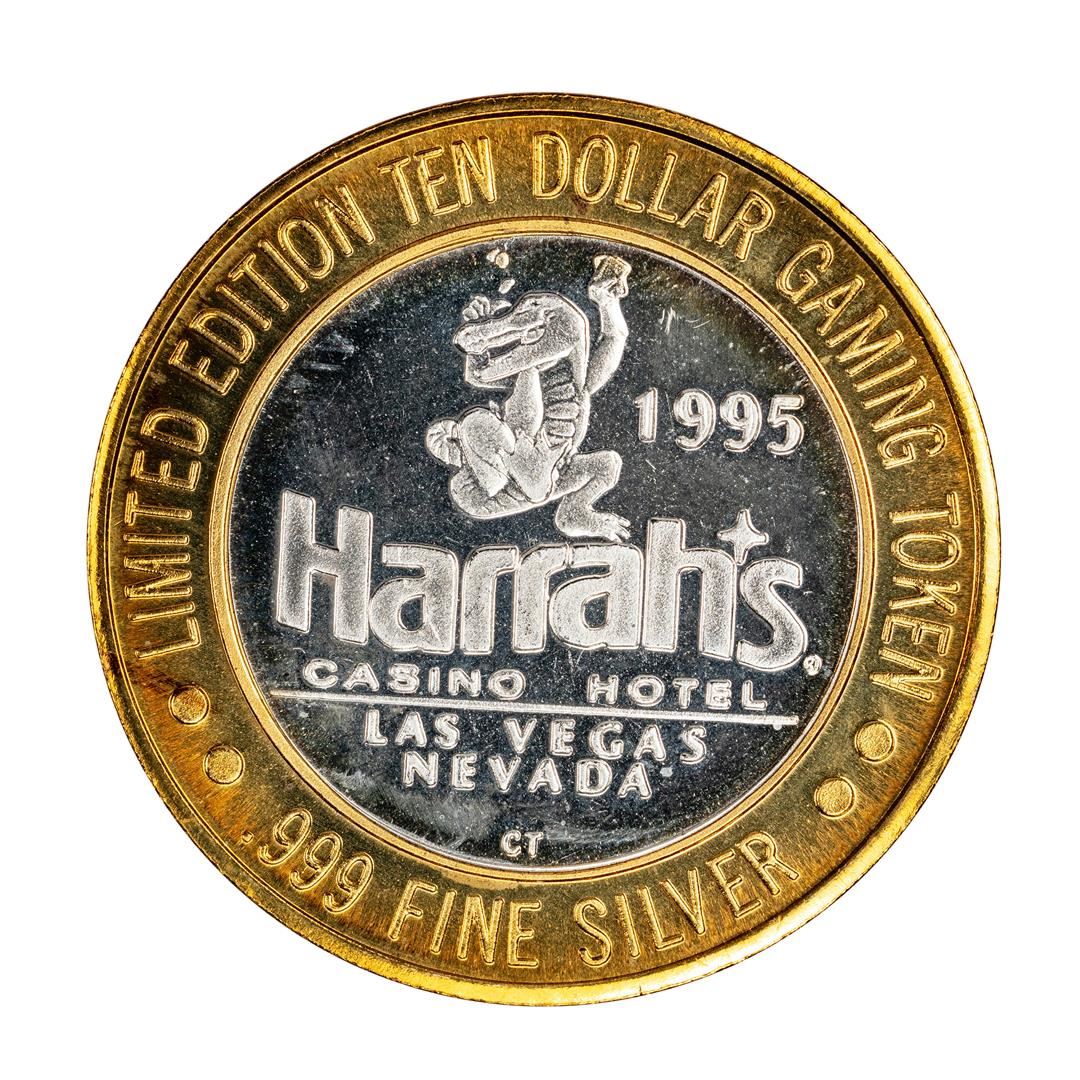 LIMITED EDITION TEN DOLLAR GAMING TOKEN
1995
Harrah's
CASINO HOTEL
LAS VEGAS
NEVADA
CT
.999 FINE SILVER